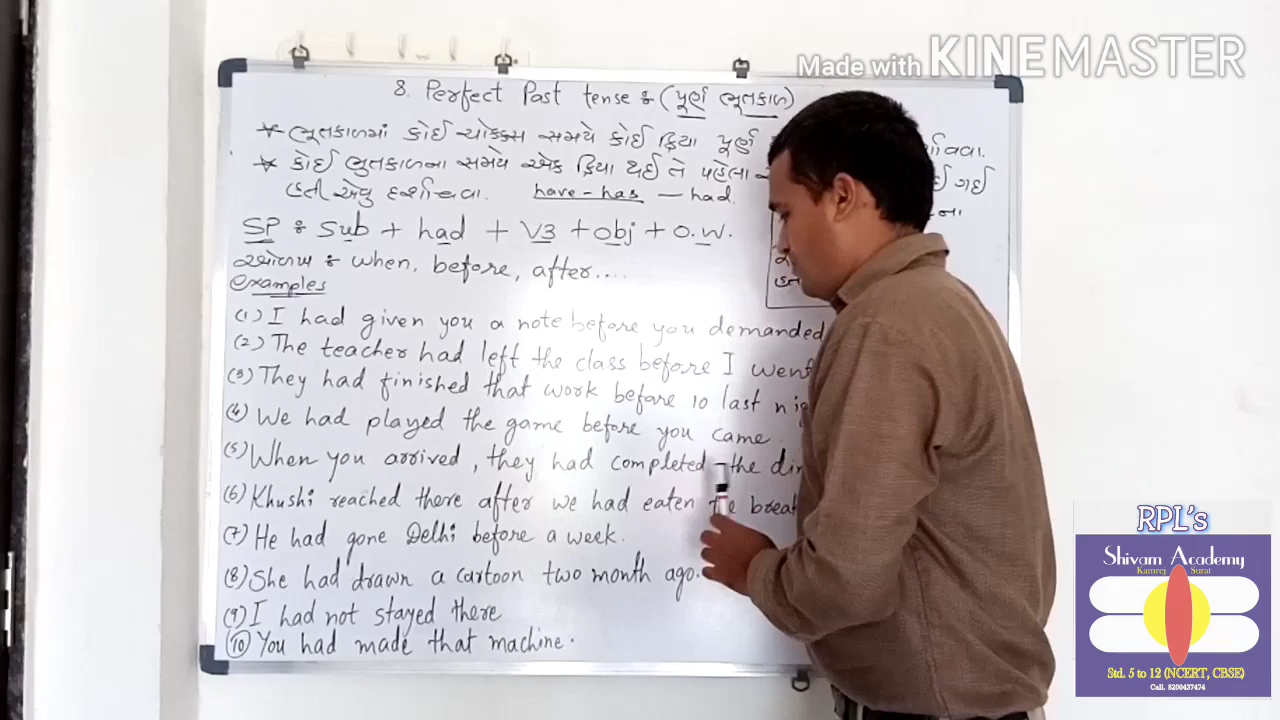 Made with KINEMASTER
8. Perfect Past tense : (પૂર્ણ ભૂતકાળ)
* ભૂતકાળમાં કોઈ ચોક્કસ સમયે કોઈ ક્રિયા પૂર્ણ
* કોઈ ભુતકાળના સમયે એક ક્રિયા થઈ તે પહેલા
હતી એવુ દર્શાવવા. have-has - had.
SP : Sub + had + V3 + Obj + O.W.
ઓળખ : when, before, after....
Examples
(1) I had given you a note before you demanded
(2) The teacher had left the class before I went
(3) They had finished that work before 10 last
(4) We had played the game before you came.
(5) When you arrived, they had completed the
(6) Khushi reached there after we had eaten the
(7) He had gone Delhi before a week.
(8) She had drawn a cartoon two month ago.
(9) I had not stayed there
(10) You had made that machine.
RPL's
Shivam Academy
Kamrej Surat
Std. 5 to 12 (NCERT, CBSE)
Call. 8200437474